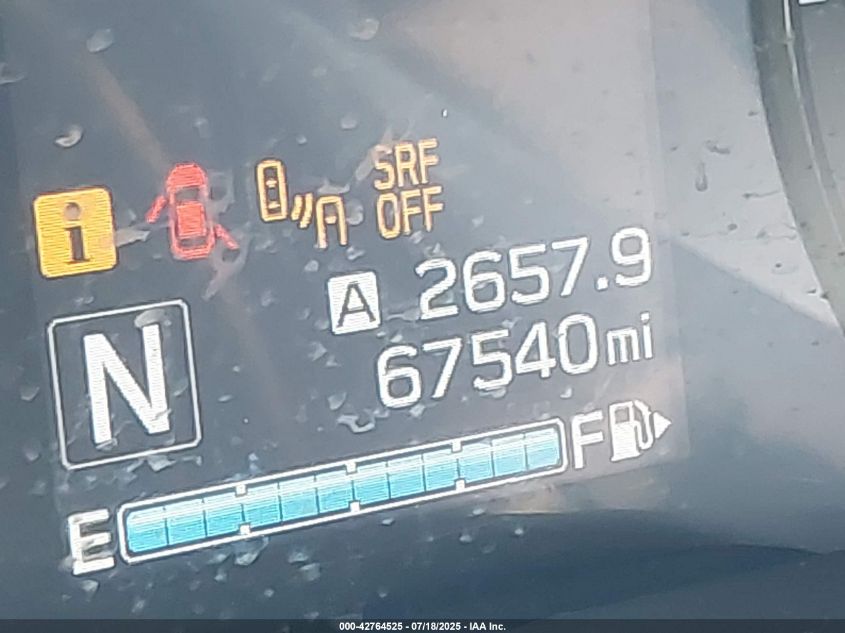 i
A
SRF
OFF
N
A 2657.9
67540mi
E F
000-42764525 - 07/18/2025 - IAA Inc.